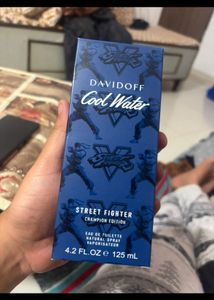 DAVIDOFF
Cool Water
STREET FIGHTER
CHAMPION EDITION
EAU DE TOILETTE
NATURAL SPRAY
VAPORISATEUR
4.2 FL.OZ ℮ 125 mL